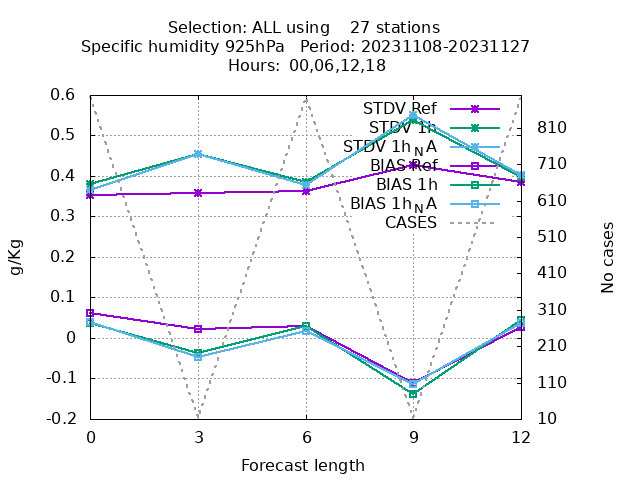 Selection: ALL using 27 stations
Specific humidity 925hPa Period: 20231108-20231127
Hours: 00,06,12,18
STDV Ref
STDV 1h
STDV 1h_NA
BIAS Ref
BIAS 1h
BIAS 1h_NA
CASES
0.6
0.5
0.4
0.3
0.2
0.1
0
-0.1
-0.2
g/Kg
810
710
610
510
410
310
210
110
10
No cases
0 3 6 9 12
Forecast length